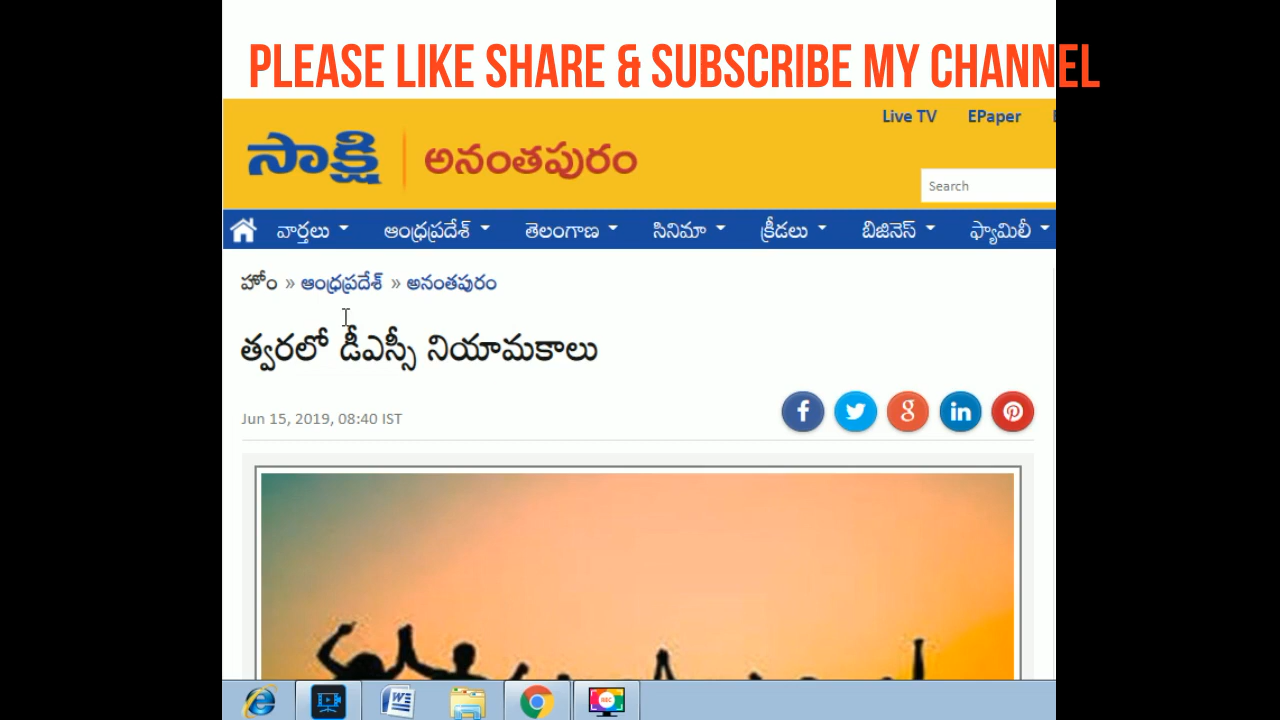 PLEASE LIKE SHARE & SUBSCRIBE MY CHANNEL
Live TV EPaper
సాక్షి అనంతపురం
Search
వార్తలు ఆంధ్రప్రదేశ్ తెలంగాణ సినిమా క్రీడలు బిజినెస్ ఫ్యామిలీ
హోం » ఆంధ్రప్రదేశ్ » అనంతపురం
త్వరలో డీఎస్సీ నియామకాలు
Jun 15, 2019, 08:40 IST